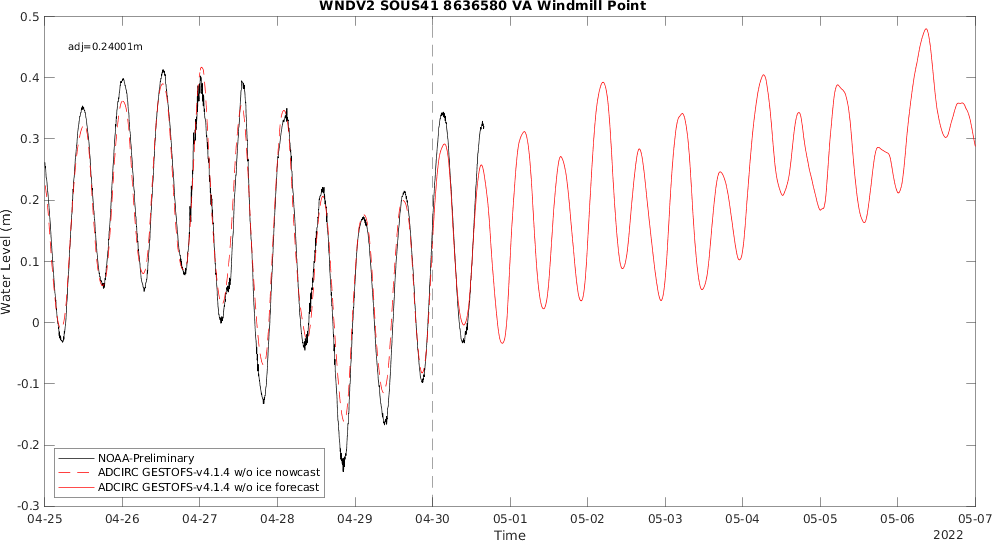 WNDV2 SOUS41 8636580 VA Windmill Point
adj=0.24001m
0.5
0.4
0.3
0.2
0.1
0
-0.1
-0.2
-0.3
Water Level (m)
NOAA-Preliminary
ADCIRC GESTOFS-v4.1.4 w/o ice nowcast
ADCIRC GESTOFS-v4.1.4 w/o ice forecast
04-25 04-26 04-27 04-28 04-29 04-30 05-01 05-02 05-03 05-04 05-05 05-06 05-07
Time
2022